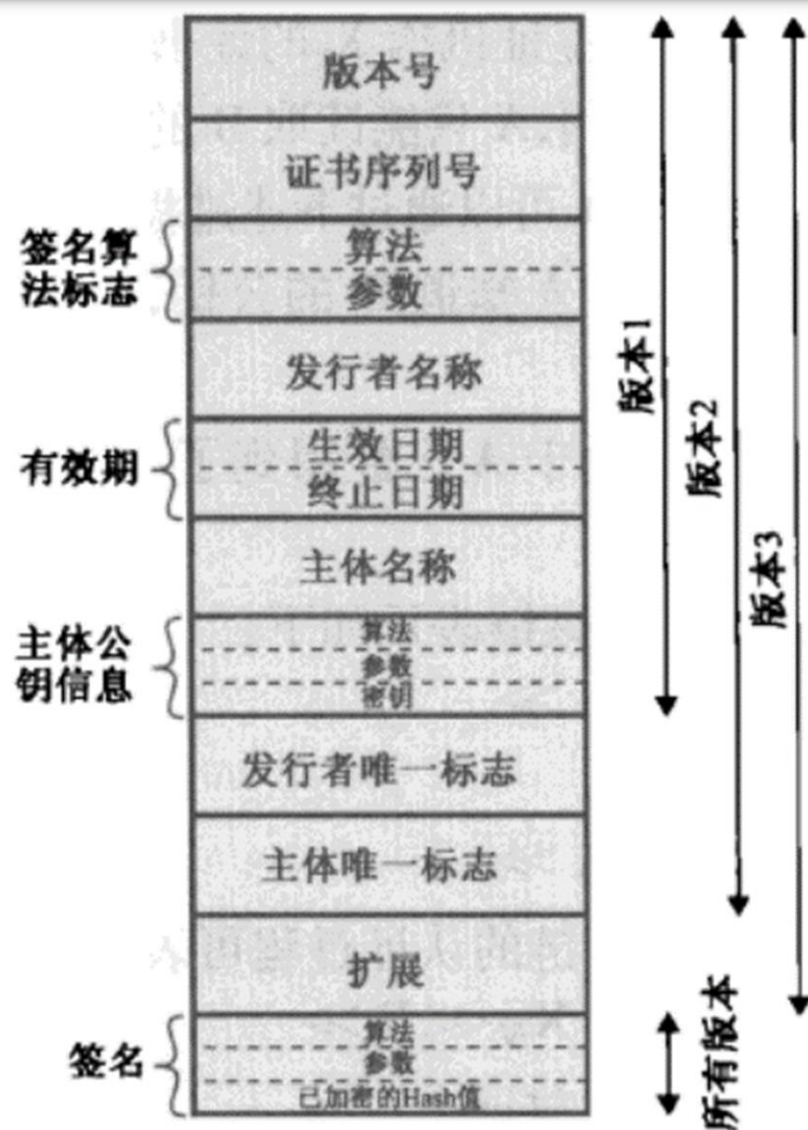 版本号
证书序列号
签名算
法标志
算法
参数
发行者名称
有效期
生效日期
终止日期
主体名称
主体公
钥信息
算法
参数
密钥
发行者唯一标志
主体唯一标志
扩展
签名
算法
参数
已加密的Hash值
版本1
版本2
版本3
所有版本